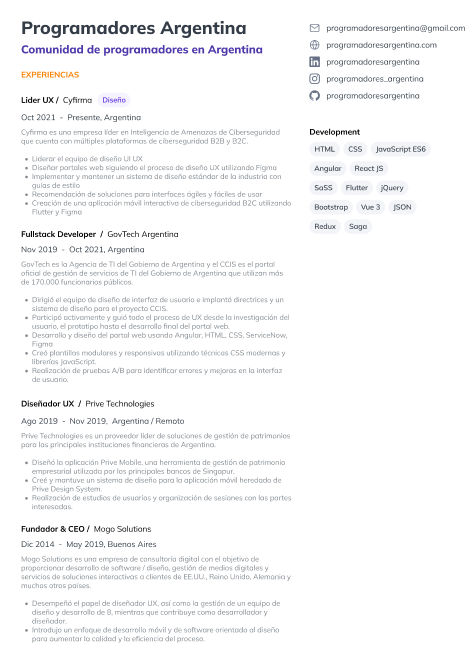 Programadores Argentina
Comunidad de programadores en Argentina
EXPERIENCIAS
Lider UX / Cyfirma Diseño
Oct 2021 - Presente, Argentina
Cyfirma es una empresa líder en Inteligencia de Amenazas de Ciberseguridad
que cuenta con múltiples plataformas de ciberseguridad B2B y B2C.
• Liderar el equipo de diseño UI UX
• Diseñar portales web siguiendo el proceso de diseño UX utilizando Figma
• Implementar y mantener un sistema de diseño estándar de la industria con
guías de estilo
• Recomendación de soluciones para interfaces ágiles y fáciles de usar
• Creación de una aplicación móvil interactiva de ciberseguridad B2C utilizando
Flutter y Figma
Fullstack Developer / GovTech Argentina
Nov 2019 - Oct 2021, Argentina
GovTech es la Agencia de TI del Gobierno de Argentina y el CCIS es el portal
oficial de gestión de servicios de TI del Gobierno de Argentina que utilizan más
de 170.000 funcionarios públicos.
• Dirigió el equipo de diseño de interfaz de usuario e implantó directrices y un
sistema de diseño para el proyecto CCIS.
• Participó activamente y guió todo el proceso de UX desde la investigación del
usuario, el prototipo hasta el desarrollo final del portal web.
• Desarrollo y diseño del portal web usando Angular, HTML, CSS, ServiceNow,
Figma
• Creó plantillas modulares y responsivas utilizando técnicas CSS modernas y
librerías JavaScript.
• Realización de pruebas A/B para identificar errores y mejoras en la interfaz
de usuario.
Diseñador UX / Prive Technologies
Ago 2019 - Nov 2019, Argentina / Remoto
Prive Technologies es un proveedor líder de soluciones de gestión de patrimonios
para las principales instituciones financieras de Argentina.
• Diseñó la aplicación Prive Mobile, una herramienta de gestión de patrimonio
empresarial utilizada por los principales bancos de Singapur.
• Creé y mantuve un sistema de diseño para la aplicación móvil heredado de
Prive Design System.
• Realización de estudios de usuarios y organización de sesiones con las partes
interesadas.
Fundador & CEO / Mogo Solutions
Dic 2014 - May 2019, Buenos Aires
Mogo Solutions es una empresa de consultoría digital con el objetivo de
proporcionar desarrollo de software / diseño, gestión de medios digitales y
servicios de soluciones interactivas a clientes de EE.UU., Reino Unido, Alemania y
muchos otros países.
• Desempeñó el papel de diseñador UX, así como la gestión de un equipo de
diseño y desarrollo de 8, mientras que contribuye como desarrollador y
diseñador.
• Introdujo un enfoque de desarrollo móvil y de software orientado al diseño
para aumentar la calidad y la eficiencia del proceso.
programadoresargentina@gmail.com
programadoresargentina.com
programadoresargentina
programadores_argentina
programadoresargentina
Development
HTML CSS JavaScript ES6
Angular React JS
SaSS Flutter jQuery
Bootstrap Vue 3 JSON
Redux Saga